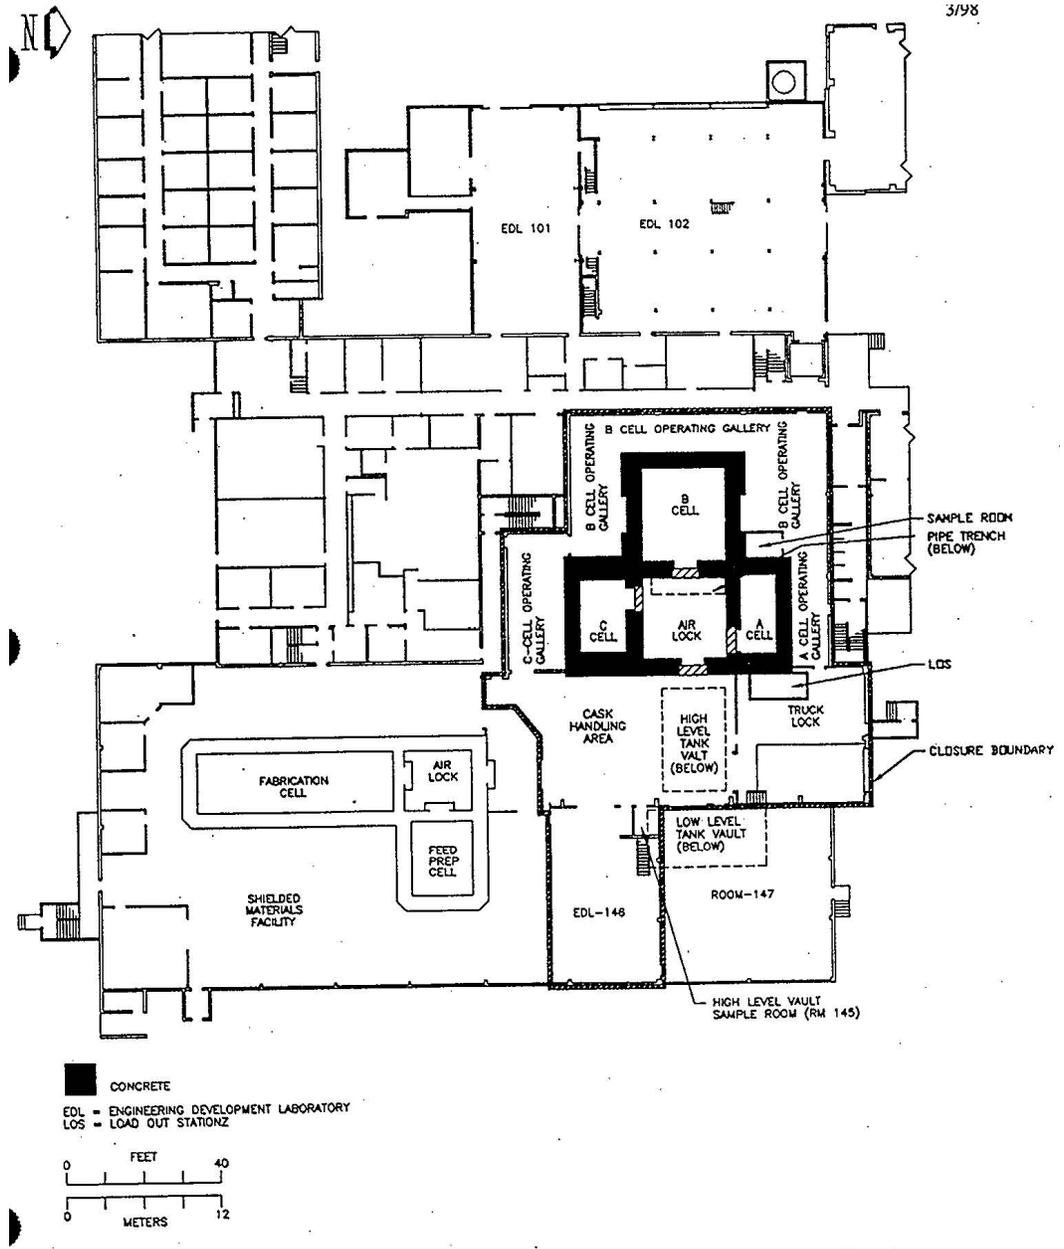 3/98
N
EDL 101
EDL 102
B CELL OPERATING GALLERY
B CELL OPERATING
GALLERY
B CELL OPERATING
GALLERY
B
CELL
SAMPLE ROOM
PIPE TRENCH
(BELOW)
C-CELL OPERATING
GALLERY
C
CELL
AIR
LOCK
A
CELL
A CELL OPERATING
GALLERY
LOS
CASK
HANDLING
AREA
HIGH
LEVEL
TANK
VALT
(BELOW)
TRUCK
LOCK
CLOSURE BOUNDARY
FABRICATION
CELL
AIR
LOCK
LOW LEVEL
TANK VAULT
(BELOW)
FEED
PREP
CELL
SHIELDED
MATERIALS
FACILITY
EDL-146
ROOM-147
HIGH LEVEL VAULT
SAMPLE ROOM (RM 145)
CONCRETE
EDL = ENGINEERING DEVELOPMENT LABORATORY
LOS = LOAD OUT STATIONZ
FEET
0 40
0 12
METERS